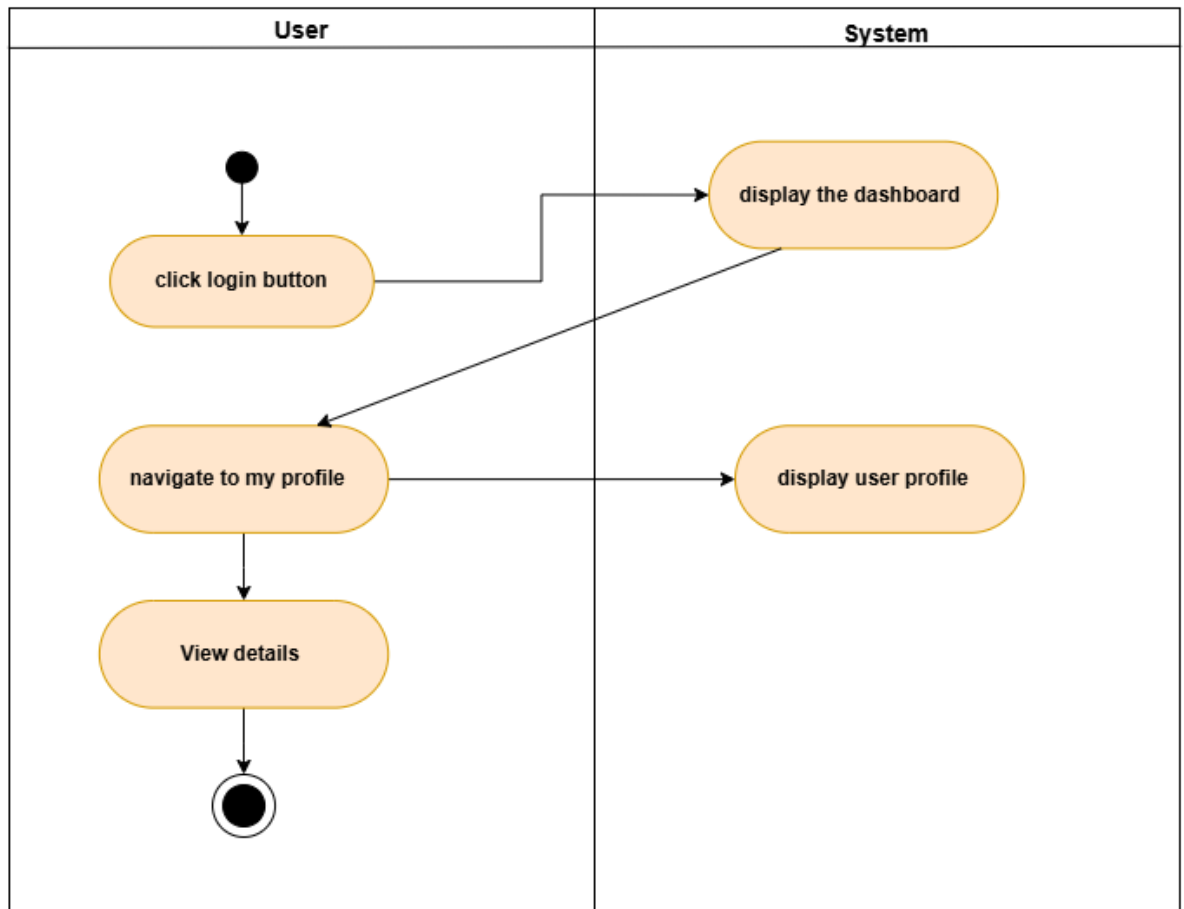 User
System
display the dashboard
click login button
navigate to my profile
display user profile
View details